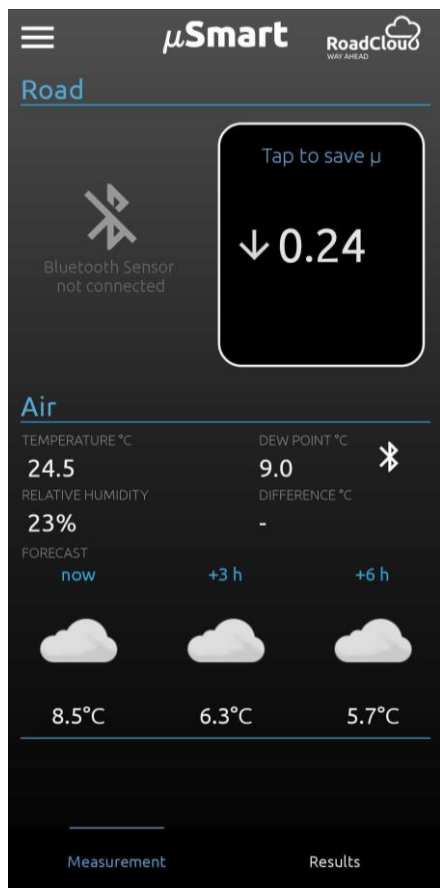 μSmart
RoadCloud
WAY AHEAD
Road
Tap to save μ
↓0.24
Bluetooth Sensor
not connected
Air
TEMPERATURE °C
DEW POINT °C
24.5
9.0
RELATIVE HUMIDITY
DIFFERENCE °C
23%
-
FORECAST
now
+3 h
+6 h
8.5°C
6.3°C
5.7°C
Measurement
Results